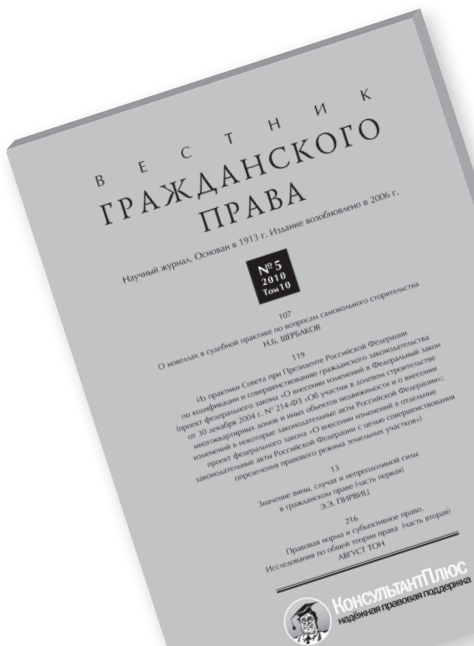 ВЕСТНИК
ГРАЖДАНСКОГО
ПРАВА
Научный журнал. Основан в 1913 г. Издание возобновлено в 2006 г.
№ 5
2010
Том 10
107
О новеллах в судебной практике по вопросам самовольного сторительства
Н.Б. ЩЕРБАКОВ
119
Из практики Совета при Президенте Российской Федерации
по кодификации и совершенствованию гражданского законодательства
(проект федерального закона «О внесении изменений в Федеральный закон
от 30 декабря 2004 г. № 214-ФЗ «Об участии в долевом строительстве
многоквартирных домов и иных объектов недвижимости и о внесении
изменений в некоторые законодательные акты Российской Федерации»;
проект федерального закона «О внесении изменений в отдельные
законодательные акты Российской Федерации с целью совершенствования
определения правового режима земельных участков»)
13
Значение вины, случая и непреодолимой силы
в гражданском праве (часть первая)
Э.Э. ПИРВИЦ
216
Правовая норма и субъективное право.
Исследования по общей теории права (часть вторая)
АВГУСТ ТОН
КонсультантПлюс
надёжная правовая поддержка